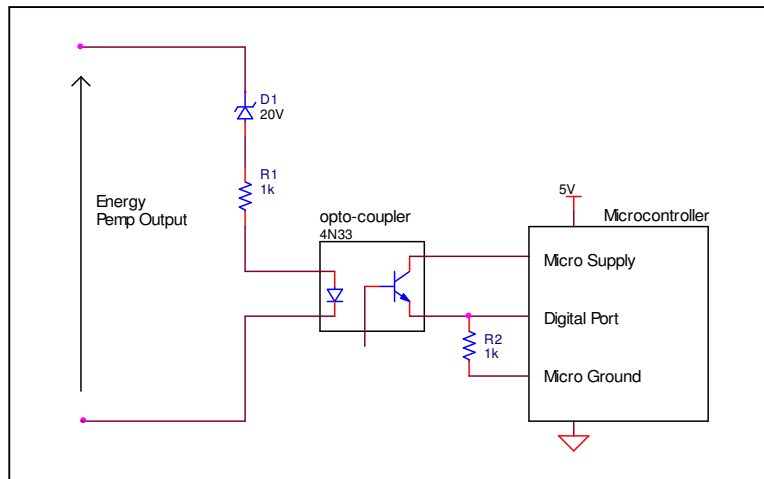 D1
20V
R1
1k
Energy
Pemp Output
opto-coupler
4N33
5V
Microcontroller
Micro Supply
Digital Port
R2
1k
Micro Ground